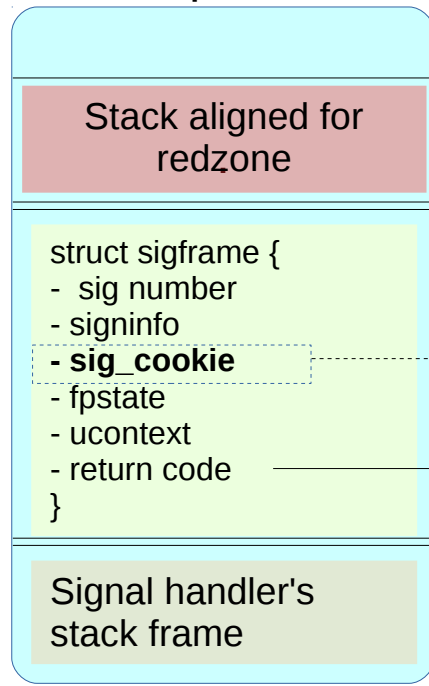 Stack aligned for
redzone
struct sigframe {
- sig number
- signinfo
- sig_cookie
- fpstate
- ucontext
- return code
}
Signal handler's
stack frame